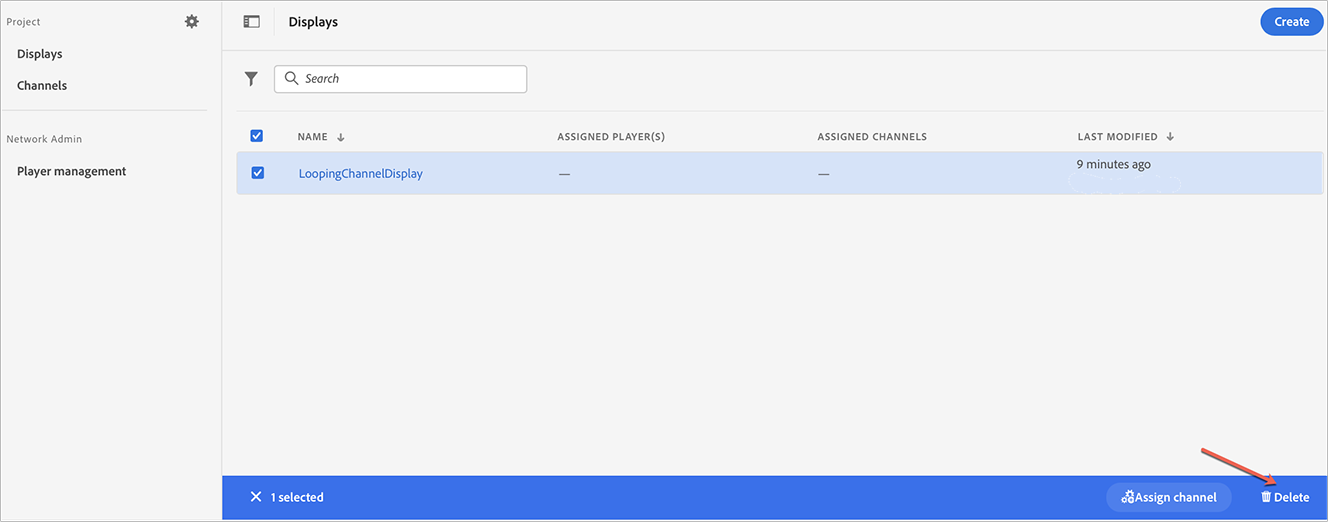 Project
Displays
Channels
Network Admin
Player management
Displays
Create
Search
NAME ASSIGNED PLAYER(S) ASSIGNED CHANNELS LAST MODIFIED
LoopingChannelDisplay — — 9 minutes ago
1 selected Assign channel Delete